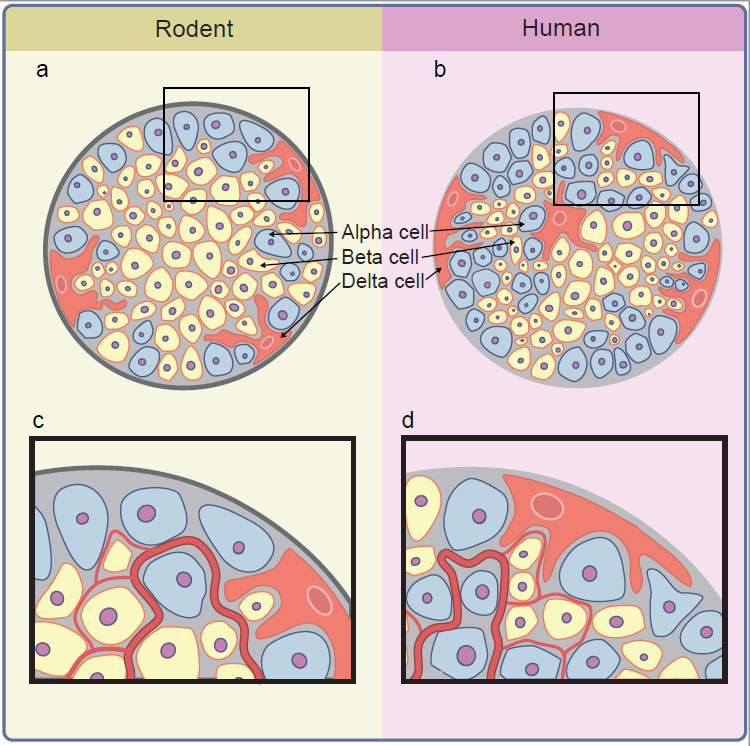 Rodent
Human
a
b
Alpha cell
Beta cell
Delta cell
c
d